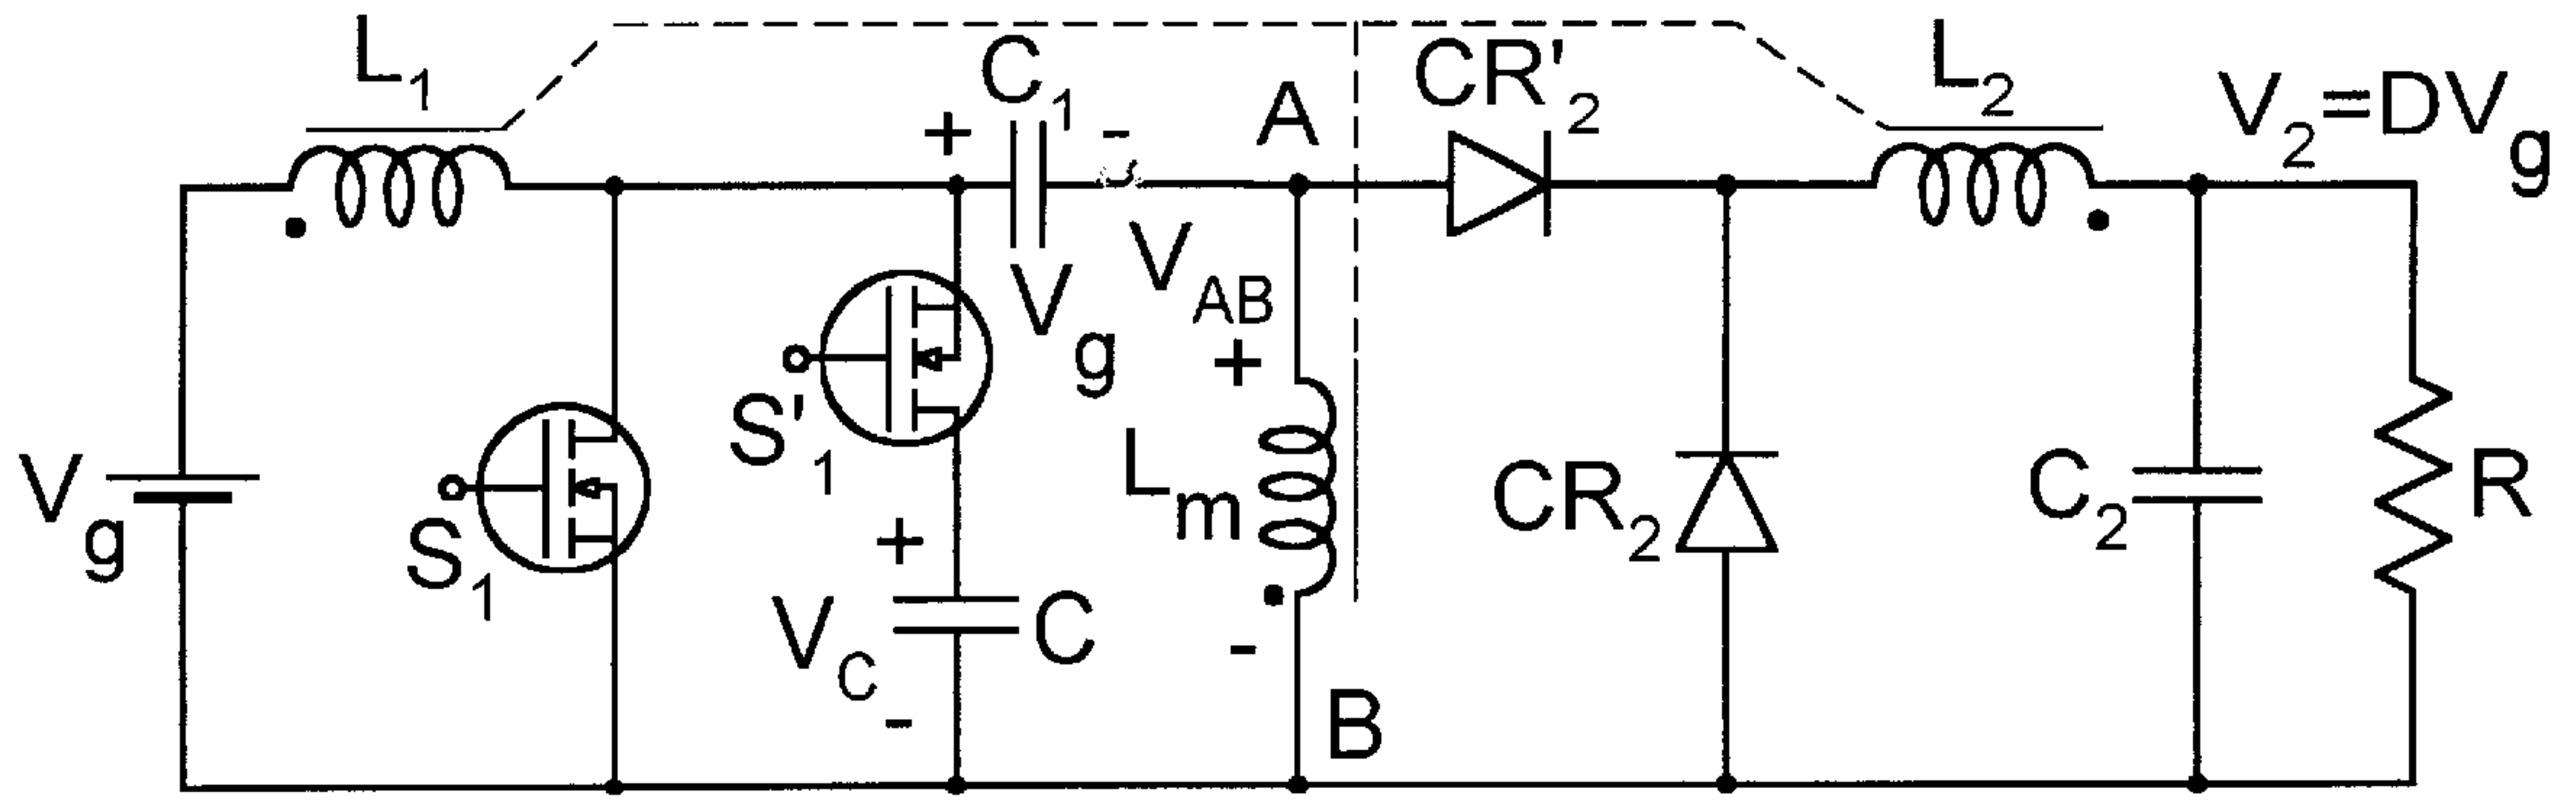 L1
C1
+
-
A
CR'2
L2
V2=DVg
Vg
VAB
+
S'1
Vg
S1
+
VC
-
C
Lm
-
B
CR2
C2
R